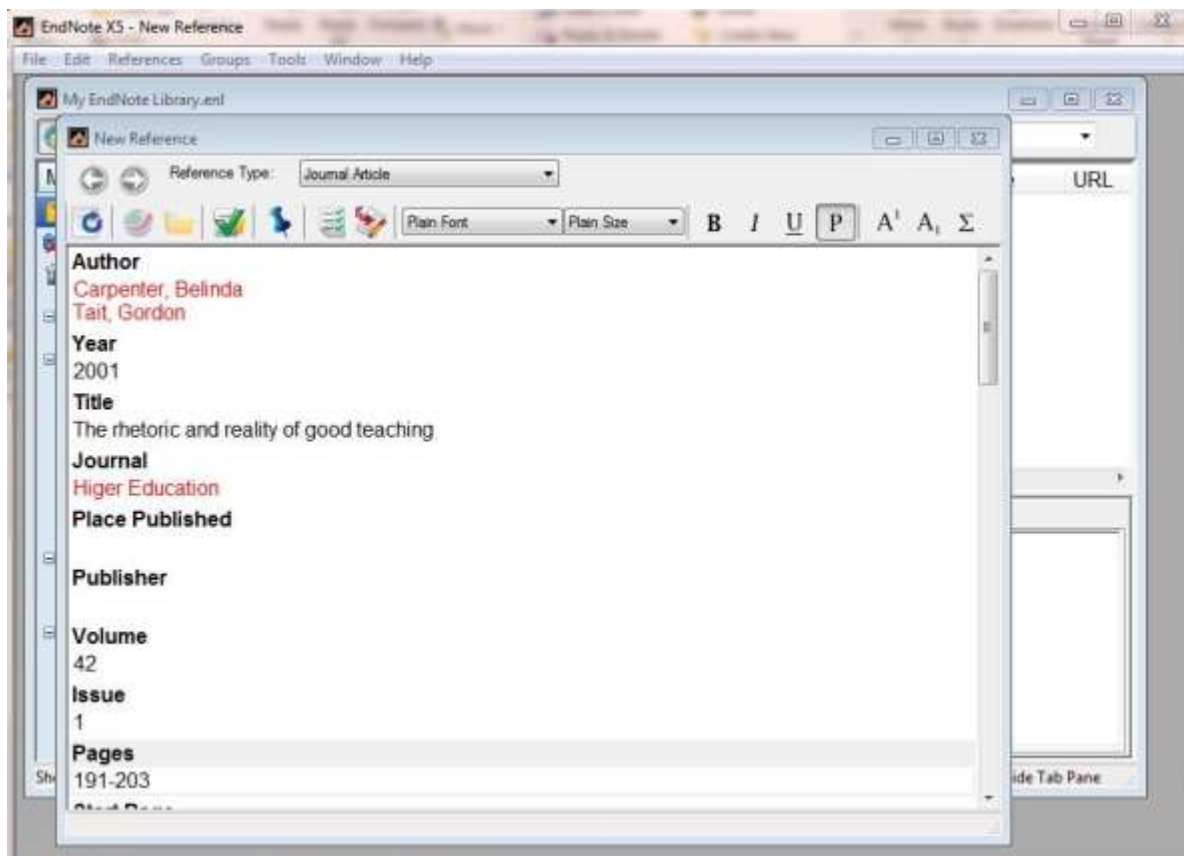 EndNote X5 - New Reference
File Edit References Groups Tools Window Help
My EndNote Library.enl
New Reference
Reference Type: Journal Article
URL
Plain Font Plain Size B I U P A¹ A₁ Σ
Author
Carpenter, Belinda
Tait, Gordon
Year
2001
Title
The rhetoric and reality of good teaching
Journal
Higer Education
Place Published
Publisher
Volume
42
Issue
1
Pages
191-203
Start Page
ide Tab Pane